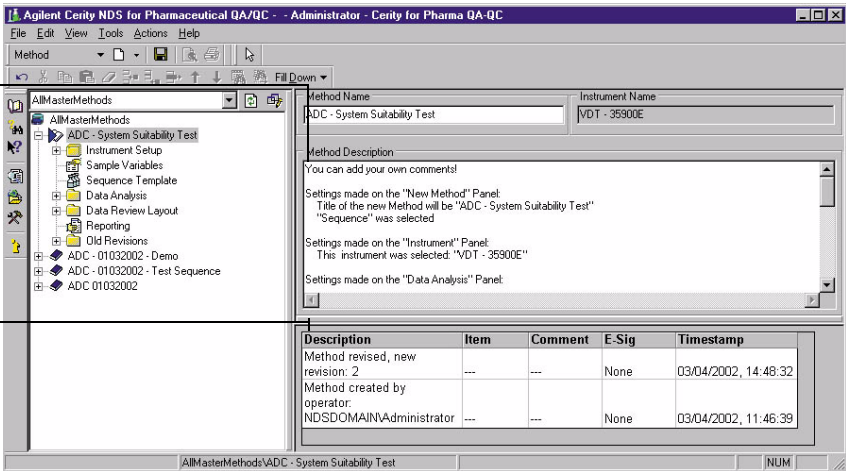 Agilent Cerity NDS for Pharmaceutical QA/QC - - Administrator - Cerity for Pharma QA-QC
File Edit View Tools Actions Help
Method
Fill Down
AllMasterMethods
AllMasterMethods
ADC - System Suitability Test
Instrument Setup
Sample Variables
Sequence Template
Data Analysis
Data Review Layout
Reporting
Old Revisions
ADC - 01032002 - Demo
ADC - 01032002 - Test Sequence
ADC 01032002
Method Name
ADC - System Suitability Test
Instrument Name
VDT - 35900E
Method Description
You can add your own comments!
Settings made on the "New Method" Panel:
Title of the new Method will be "ADC - System Suitability Test"
"Sequence" was selected
Settings made on the "Instrument" Panel:
This instrument was selected: "VDT - 35900E"
Settings made on the "Data Analysis" Panel:
Description Item Comment E-Sig Timestamp
Method revised, new
revision: 2 --- --- None 03/04/2002, 14:48:32
Method created by
operator:
NDSDOMAIN\Administrator --- --- None 03/04/2002, 11:46:39
AllMasterMethods\ADC - System Suitability Test
NUM